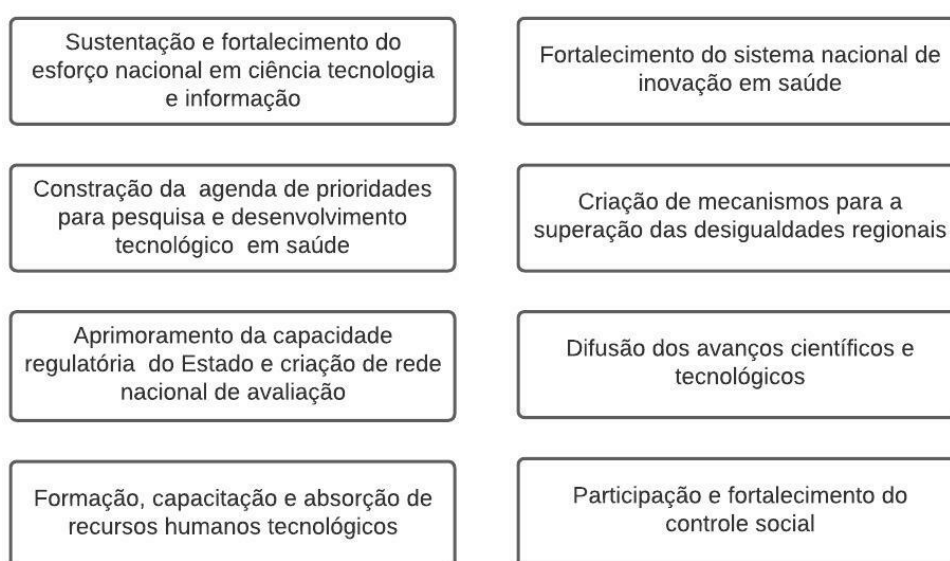 Sustentação e fortalecimento do
esforço nacional em ciência tecnologia
e informação
Fortalecimento do sistema nacional de
inovação em saúde
Constração da agenda de prioridades
para pesquisa e desenvolvimento
tecnológico em saúde
Criação de mecanismos para a
superação das desigualdades regionais
Aprimoramento da capacidade
regulatória do Estado e criação de rede
nacional de avaliação
Difusão dos avanços científicos e
tecnológicos
Formação, capacitação e absorção de
recursos humanos tecnológicos
Participação e fortalecimento do
controle social